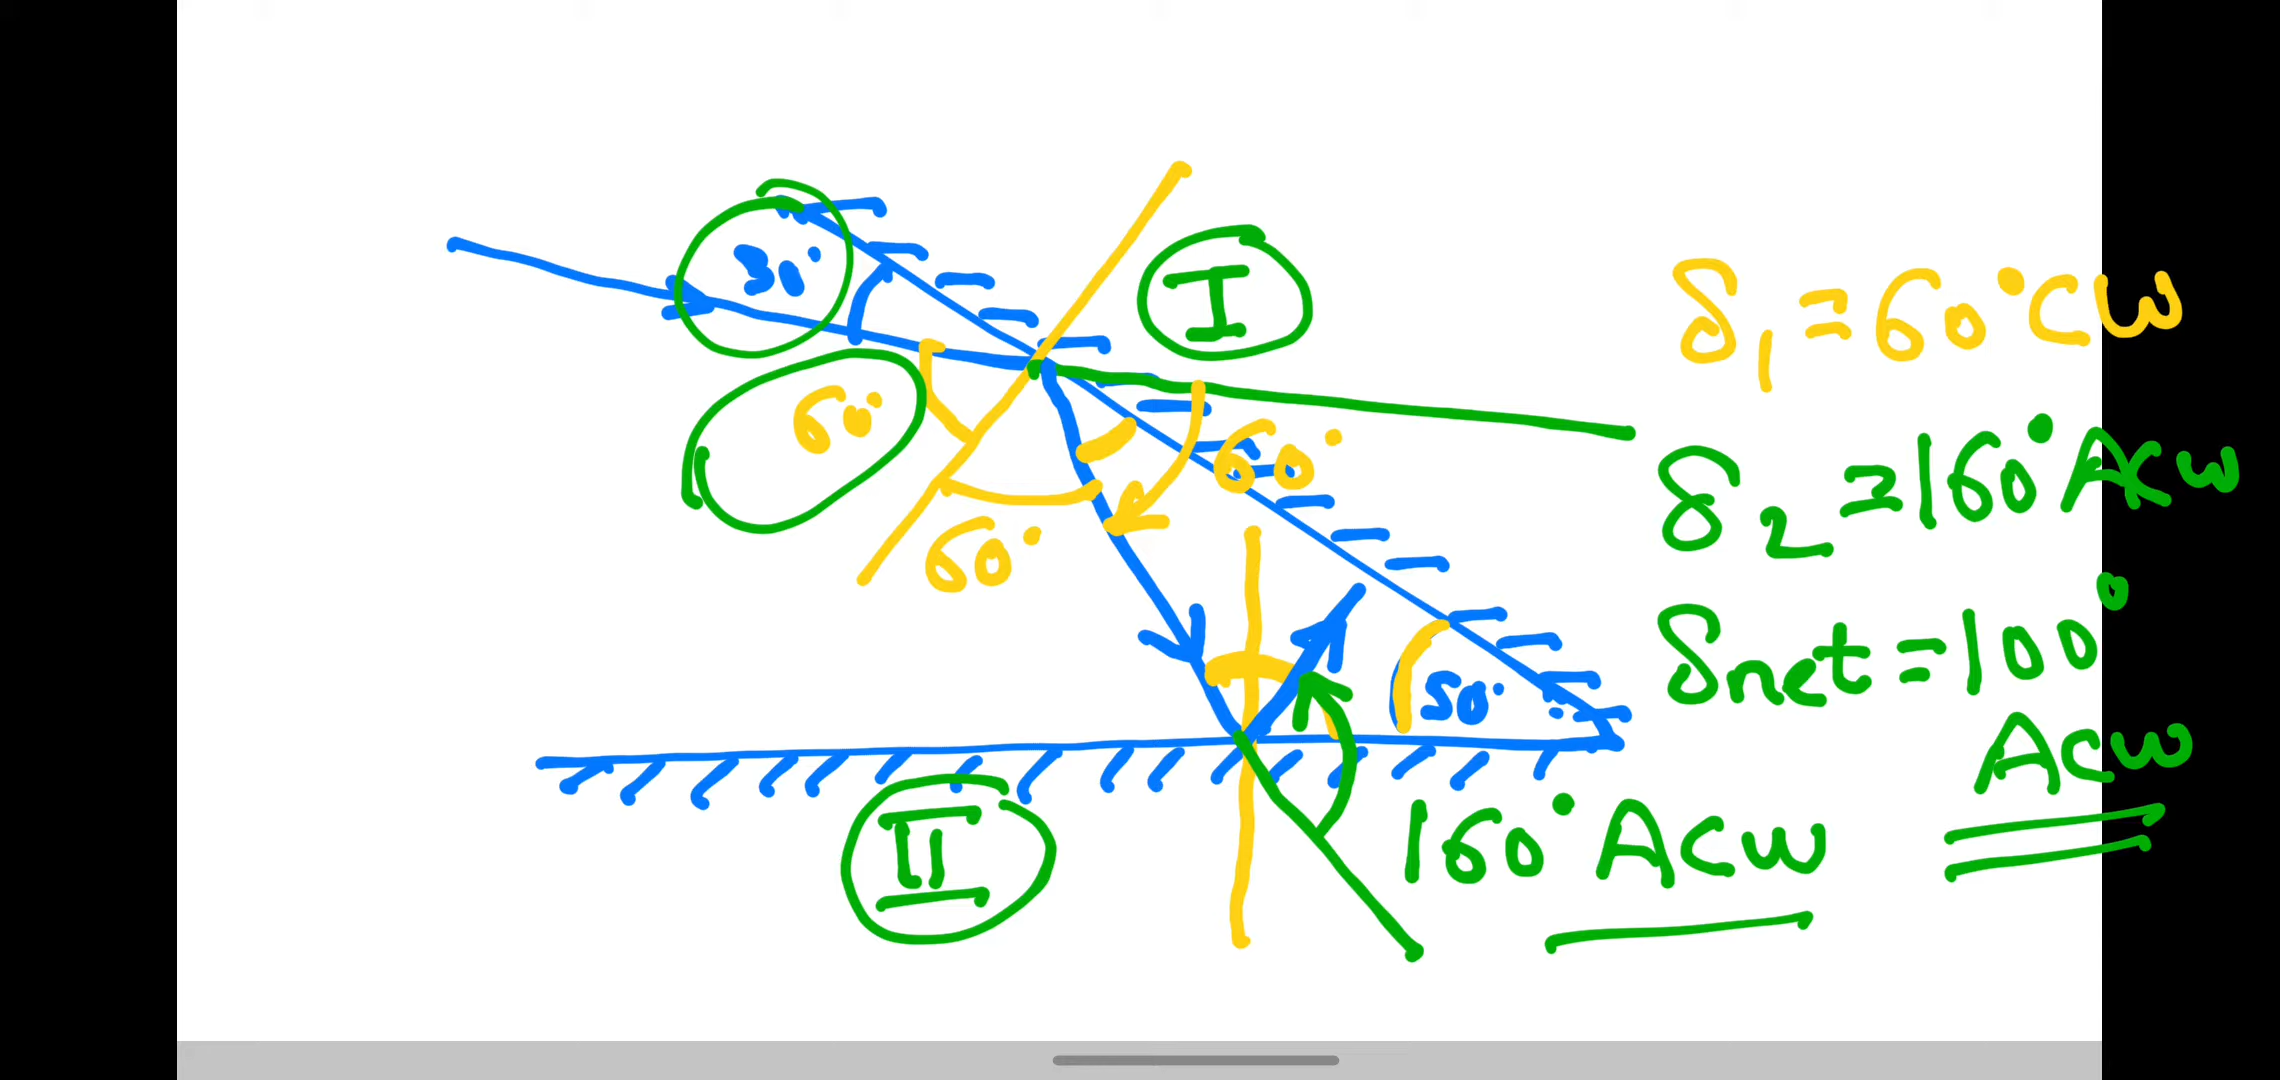 30°
I
δ₁ = 60° CW
60°
60°
60°
δ₂ = 160° ACW
50°
δnet = 100°
ACW
II
160° ACW